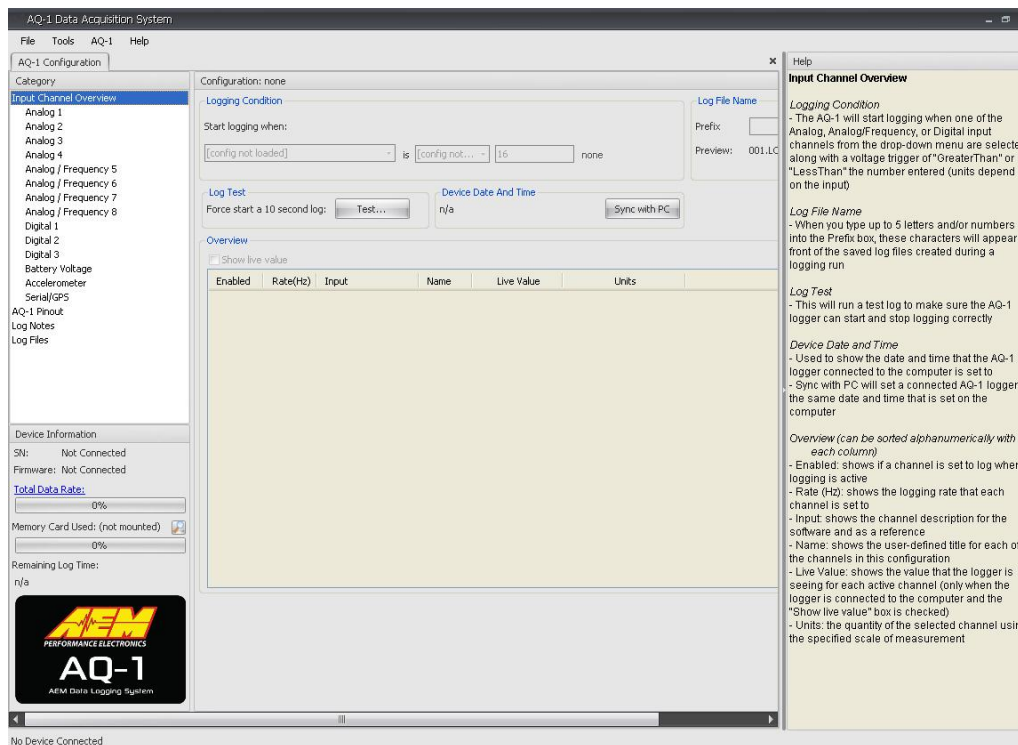 AQ-1 Data Acquisition System
File Tools AQ-1 Help
AQ-1 Configuration
Category
Input Channel Overview
Analog 1
Analog 2
Analog 3
Analog 4
Analog / Frequency 5
Analog / Frequency 6
Analog / Frequency 7
Analog / Frequency 8
Digital 1
Digital 2
Digital 3
Battery Voltage
Accelerometer
Serial/GPS
AQ-1 Pinout
Log Notes
Log Files
Device Information
SN: Not Connected
Firmware: Not Connected
Total Data Rate:
0%
Memory Card Used: (not mounted)
0%
Remaining Log Time:
n/a
AEM
PERFORMANCE ELECTRONICS
AQ-1
AEM Data Logging System
Configuration: none
Logging Condition
Start logging when:
[config not loaded] is [config not... 16 none
Log File Name
Prefix
Preview: 001.LO
Log Test
Force start a 10 second log: Test...
Device Date And Time
n/a Sync with PC
Overview
Show live value
Enabled Rate(Hz) Input Name Live Value Units
Help
Input Channel Overview
Logging Condition
- The AQ-1 will start logging when one of the
Analog, Analog/Frequency, or Digital input
channels from the drop-down menu are selecte
along with a voltage trigger of "GreaterThan" or
"LessThan" the number entered (units depend
on the input)
Log File Name
- When you type up to 5 letters and/or numbers
into the Prefix box, these characters will appear
front of the saved log files created during a
logging run
Log Test
- This will run a test log to make sure the AQ-1
logger can start and stop logging correctly
Device Date and Time
- Used to show the date and time that the AQ-1
logger connected to the computer is set to
- Sync with PC will set a connected AQ-1 logger
the same date and time that is set on the
computer
Overview (can be sorted alphanumerically with
each column)
- Enabled: shows if a channel is set to log when
logging is active
- Rate (Hz): shows the logging rate that each
channel is set to
- Input: shows the channel description for the
software and as a reference
- Name: shows the user-defined title for each of
the channels in this configuration
- Live Value: shows the value that the logger is
seeing for each active channel (only when the
logger is connected to the computer and the
"Show live value" box is checked)
- Units: the quantity of the selected channel usin
the specified scale of measurement
No Device Connected